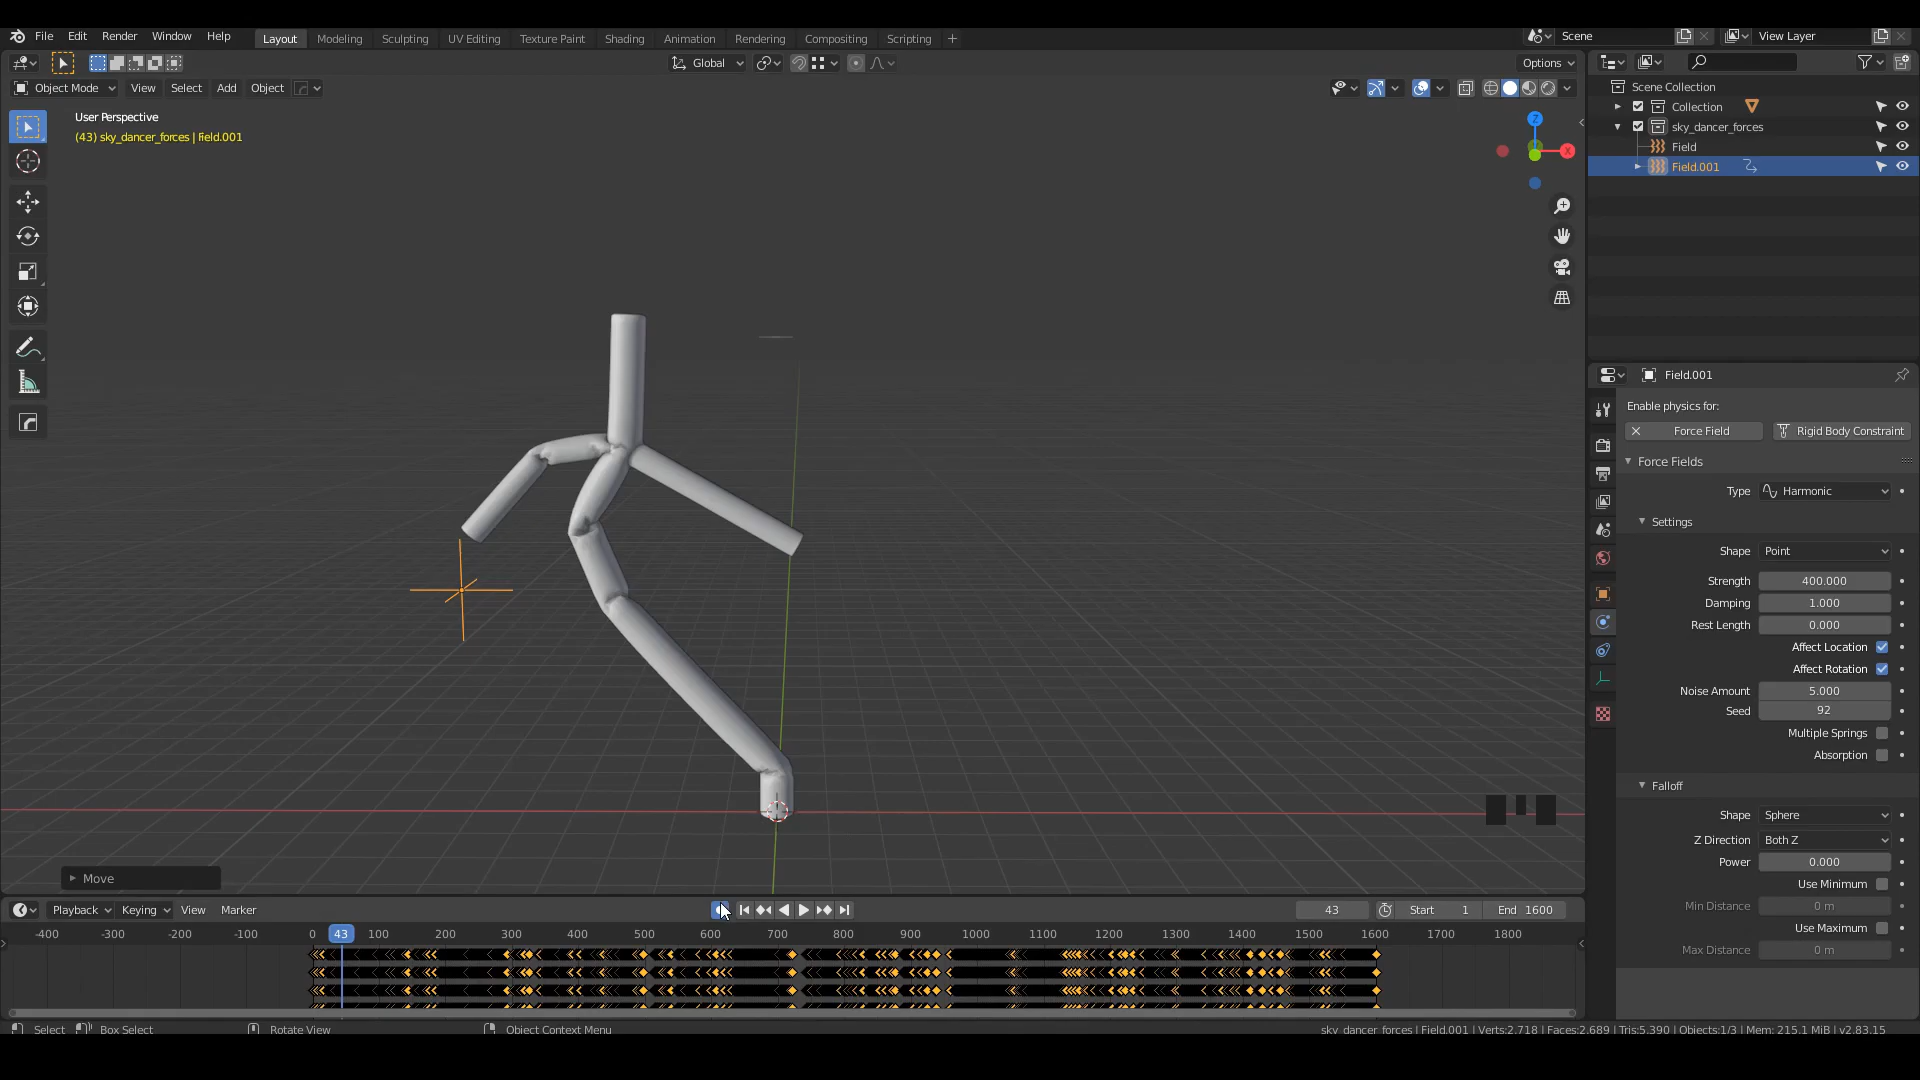 File Edit Render Window Help
Layout Modeling Sculpting UV Editing Texture Paint Shading Animation Rendering Compositing Scripting +
Scene
View Layer
Global
Options
Object Mode View Select Add Object
User Perspective
(43) sky_dancer_forces | Field.001
Z
X
Scene Collection
Collection
sky_dancer_forces
Field
Field.001
Field.001
Enable physics for:
Force Field
Rigid Body Constraint
Force Fields
Type Harmonic
Settings
Shape Point
Strength 400.000
Damping 1.000
Rest Length 0.000
Affect Location
Affect Rotation
Noise Amount 5.000
Seed 92
Multiple Springs
Absorption
Falloff
Shape Sphere
Z Direction Both Z
Power 0.000
Use Minimum
Min Distance 0 m
Use Maximum
Max Distance 0 m
Move
Playback Keying View Marker
43 Start 1 End 1600
-400 -300 -200 -100 0 43 100 200 300 400 500 600 700 800 900 1000 1100 1200 1300 1400 1500 1600 1700 1800
Select Box Select Rotate View Object Context Menu
sky_dancer_forces | Field.001 | Verts:2.718 | Faces:2.689 | Tris:5.390 | Objects:1/3 | Mem: 215.1 MiB | v2.83.15